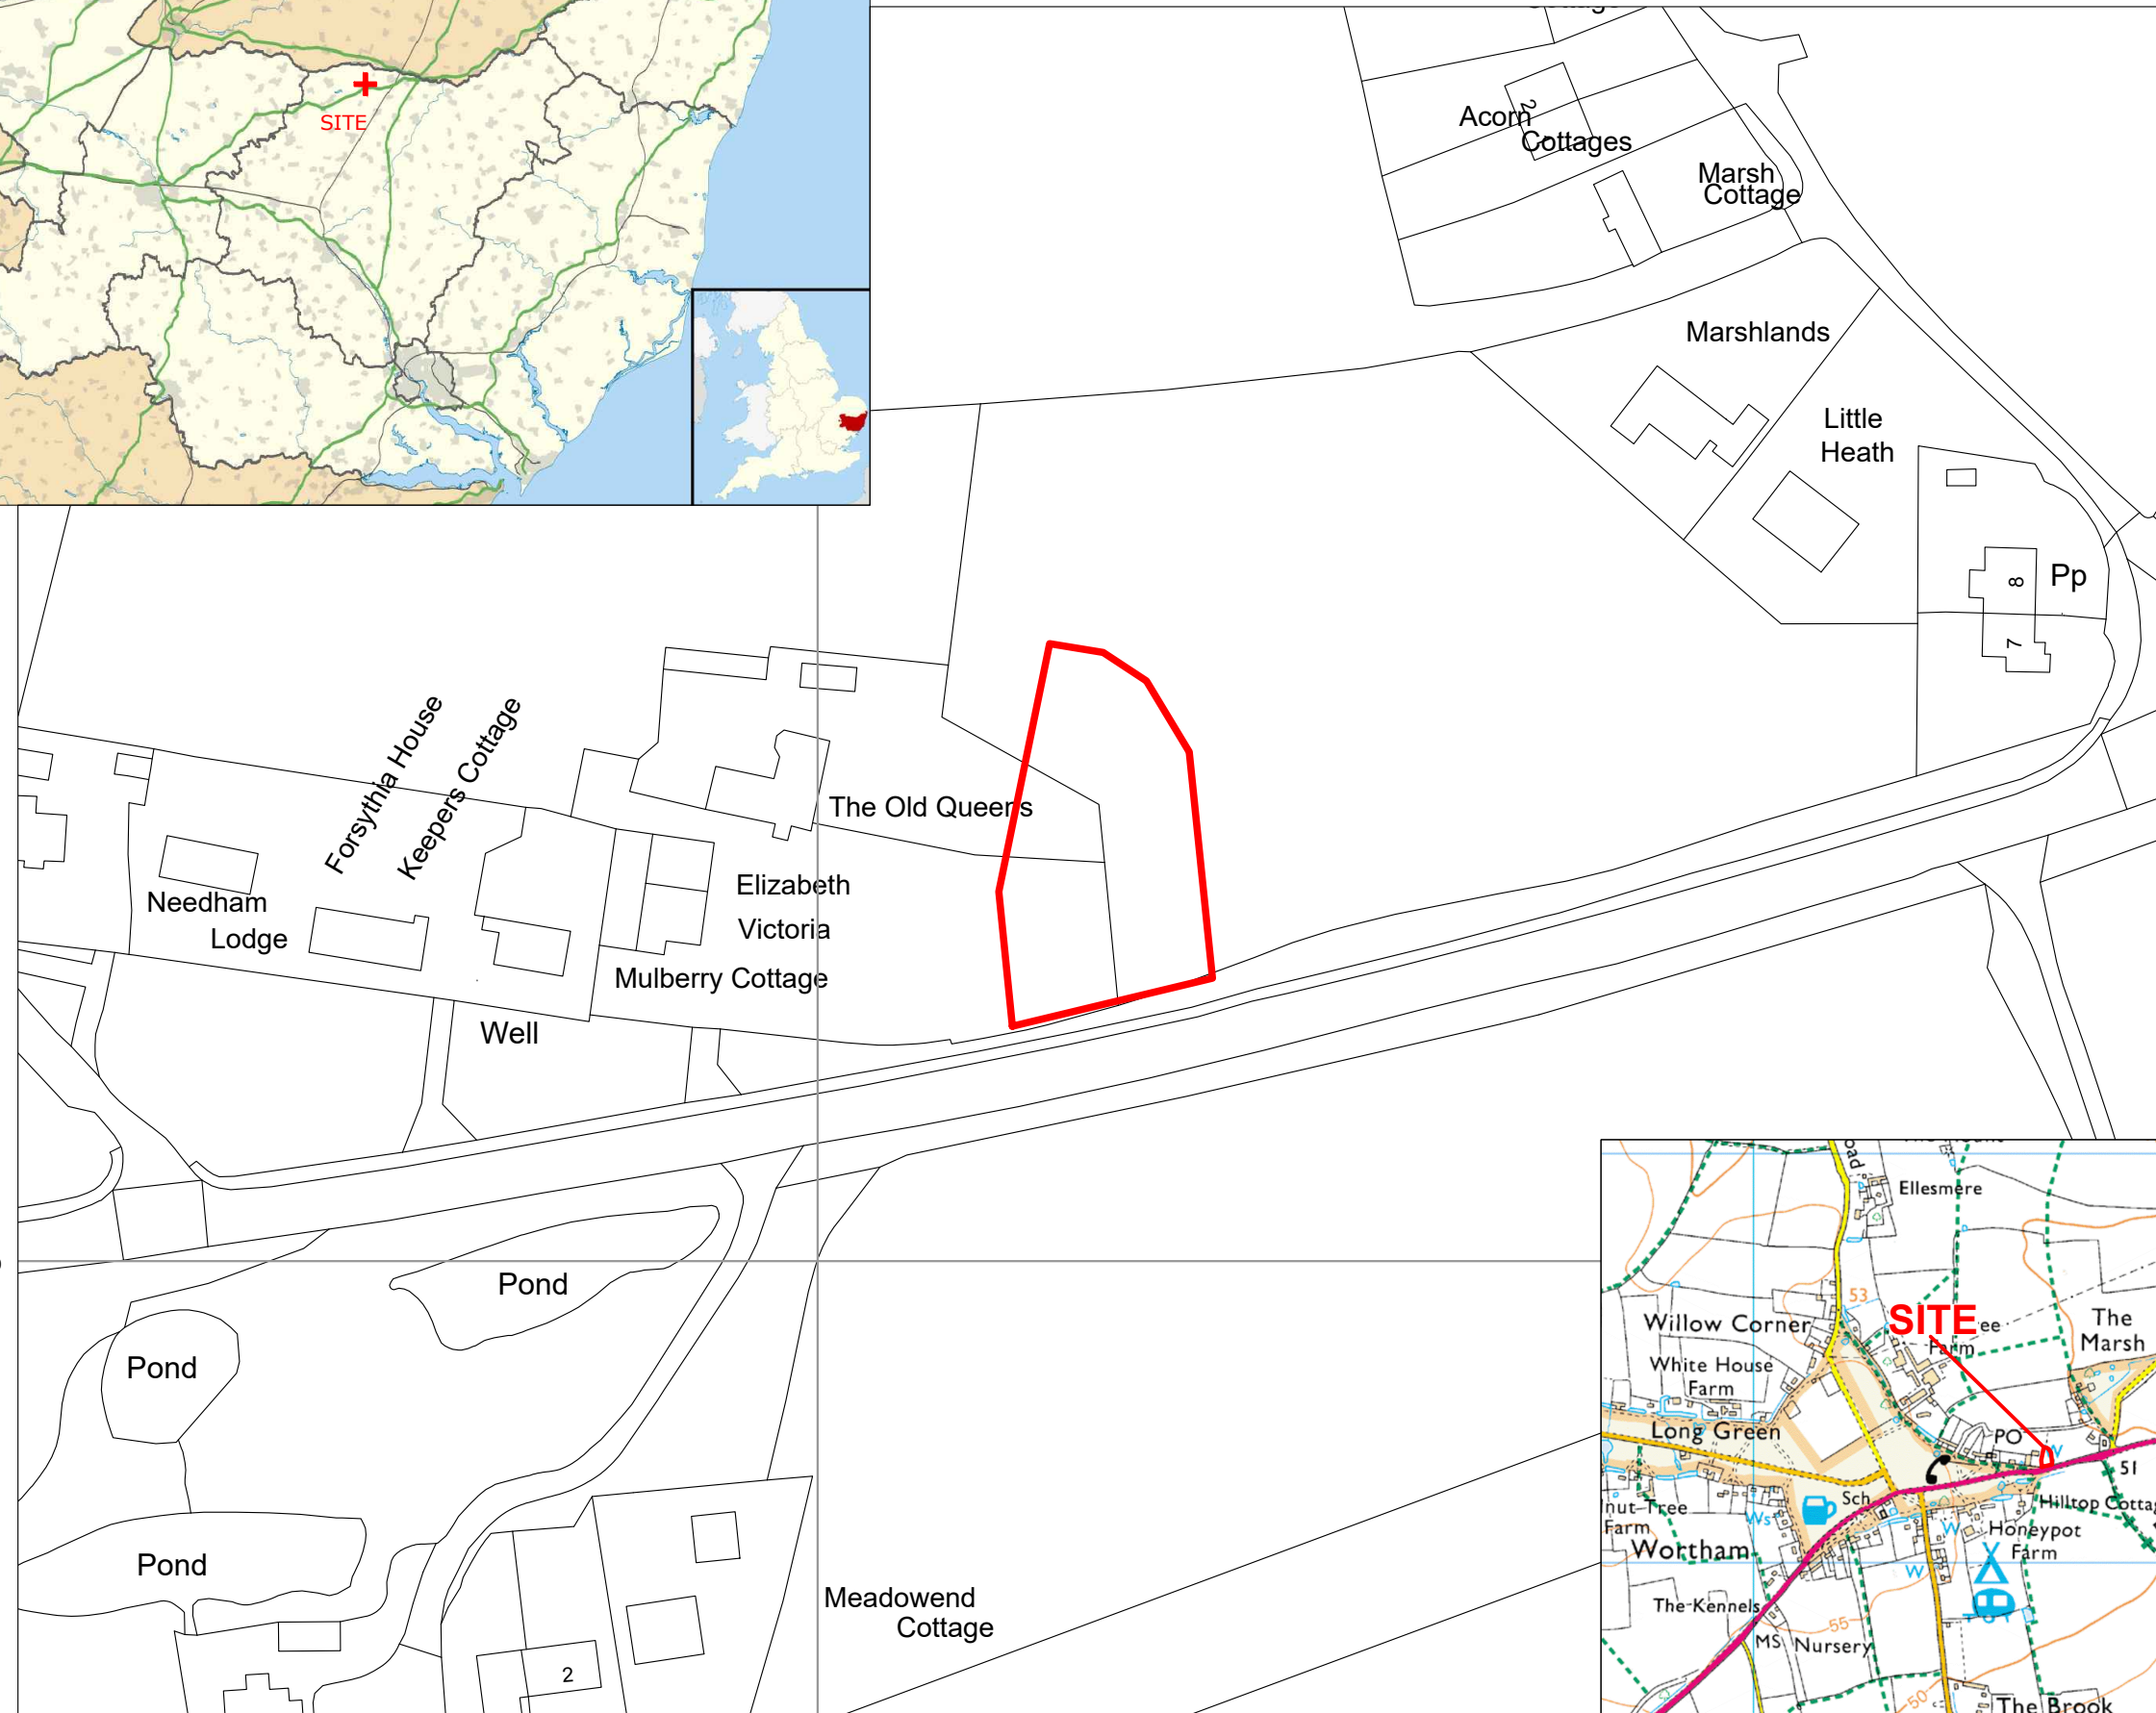 SITE
Acorn
2
Cottages
Marsh
Cottage
Marshlands
Little
Heath
8
Pp
7
Forsythia House
Keepers Cottage
The Old Queens
Needham
Lodge
Elizabeth
Victoria
Mulberry Cottage
Well
Pond
Pond
Pond
2
Meadowend
Cottage
Ellesmere
53
SITE
Willow Corner
The
Marsh
Farm
White House
Farm
Long Green
PO
W
51
Sch
Hilltop
Farm
Ws
W
Honeypot
Farm
Wortham
W
The Kennels
55
MS
Nursery
50
The Brook